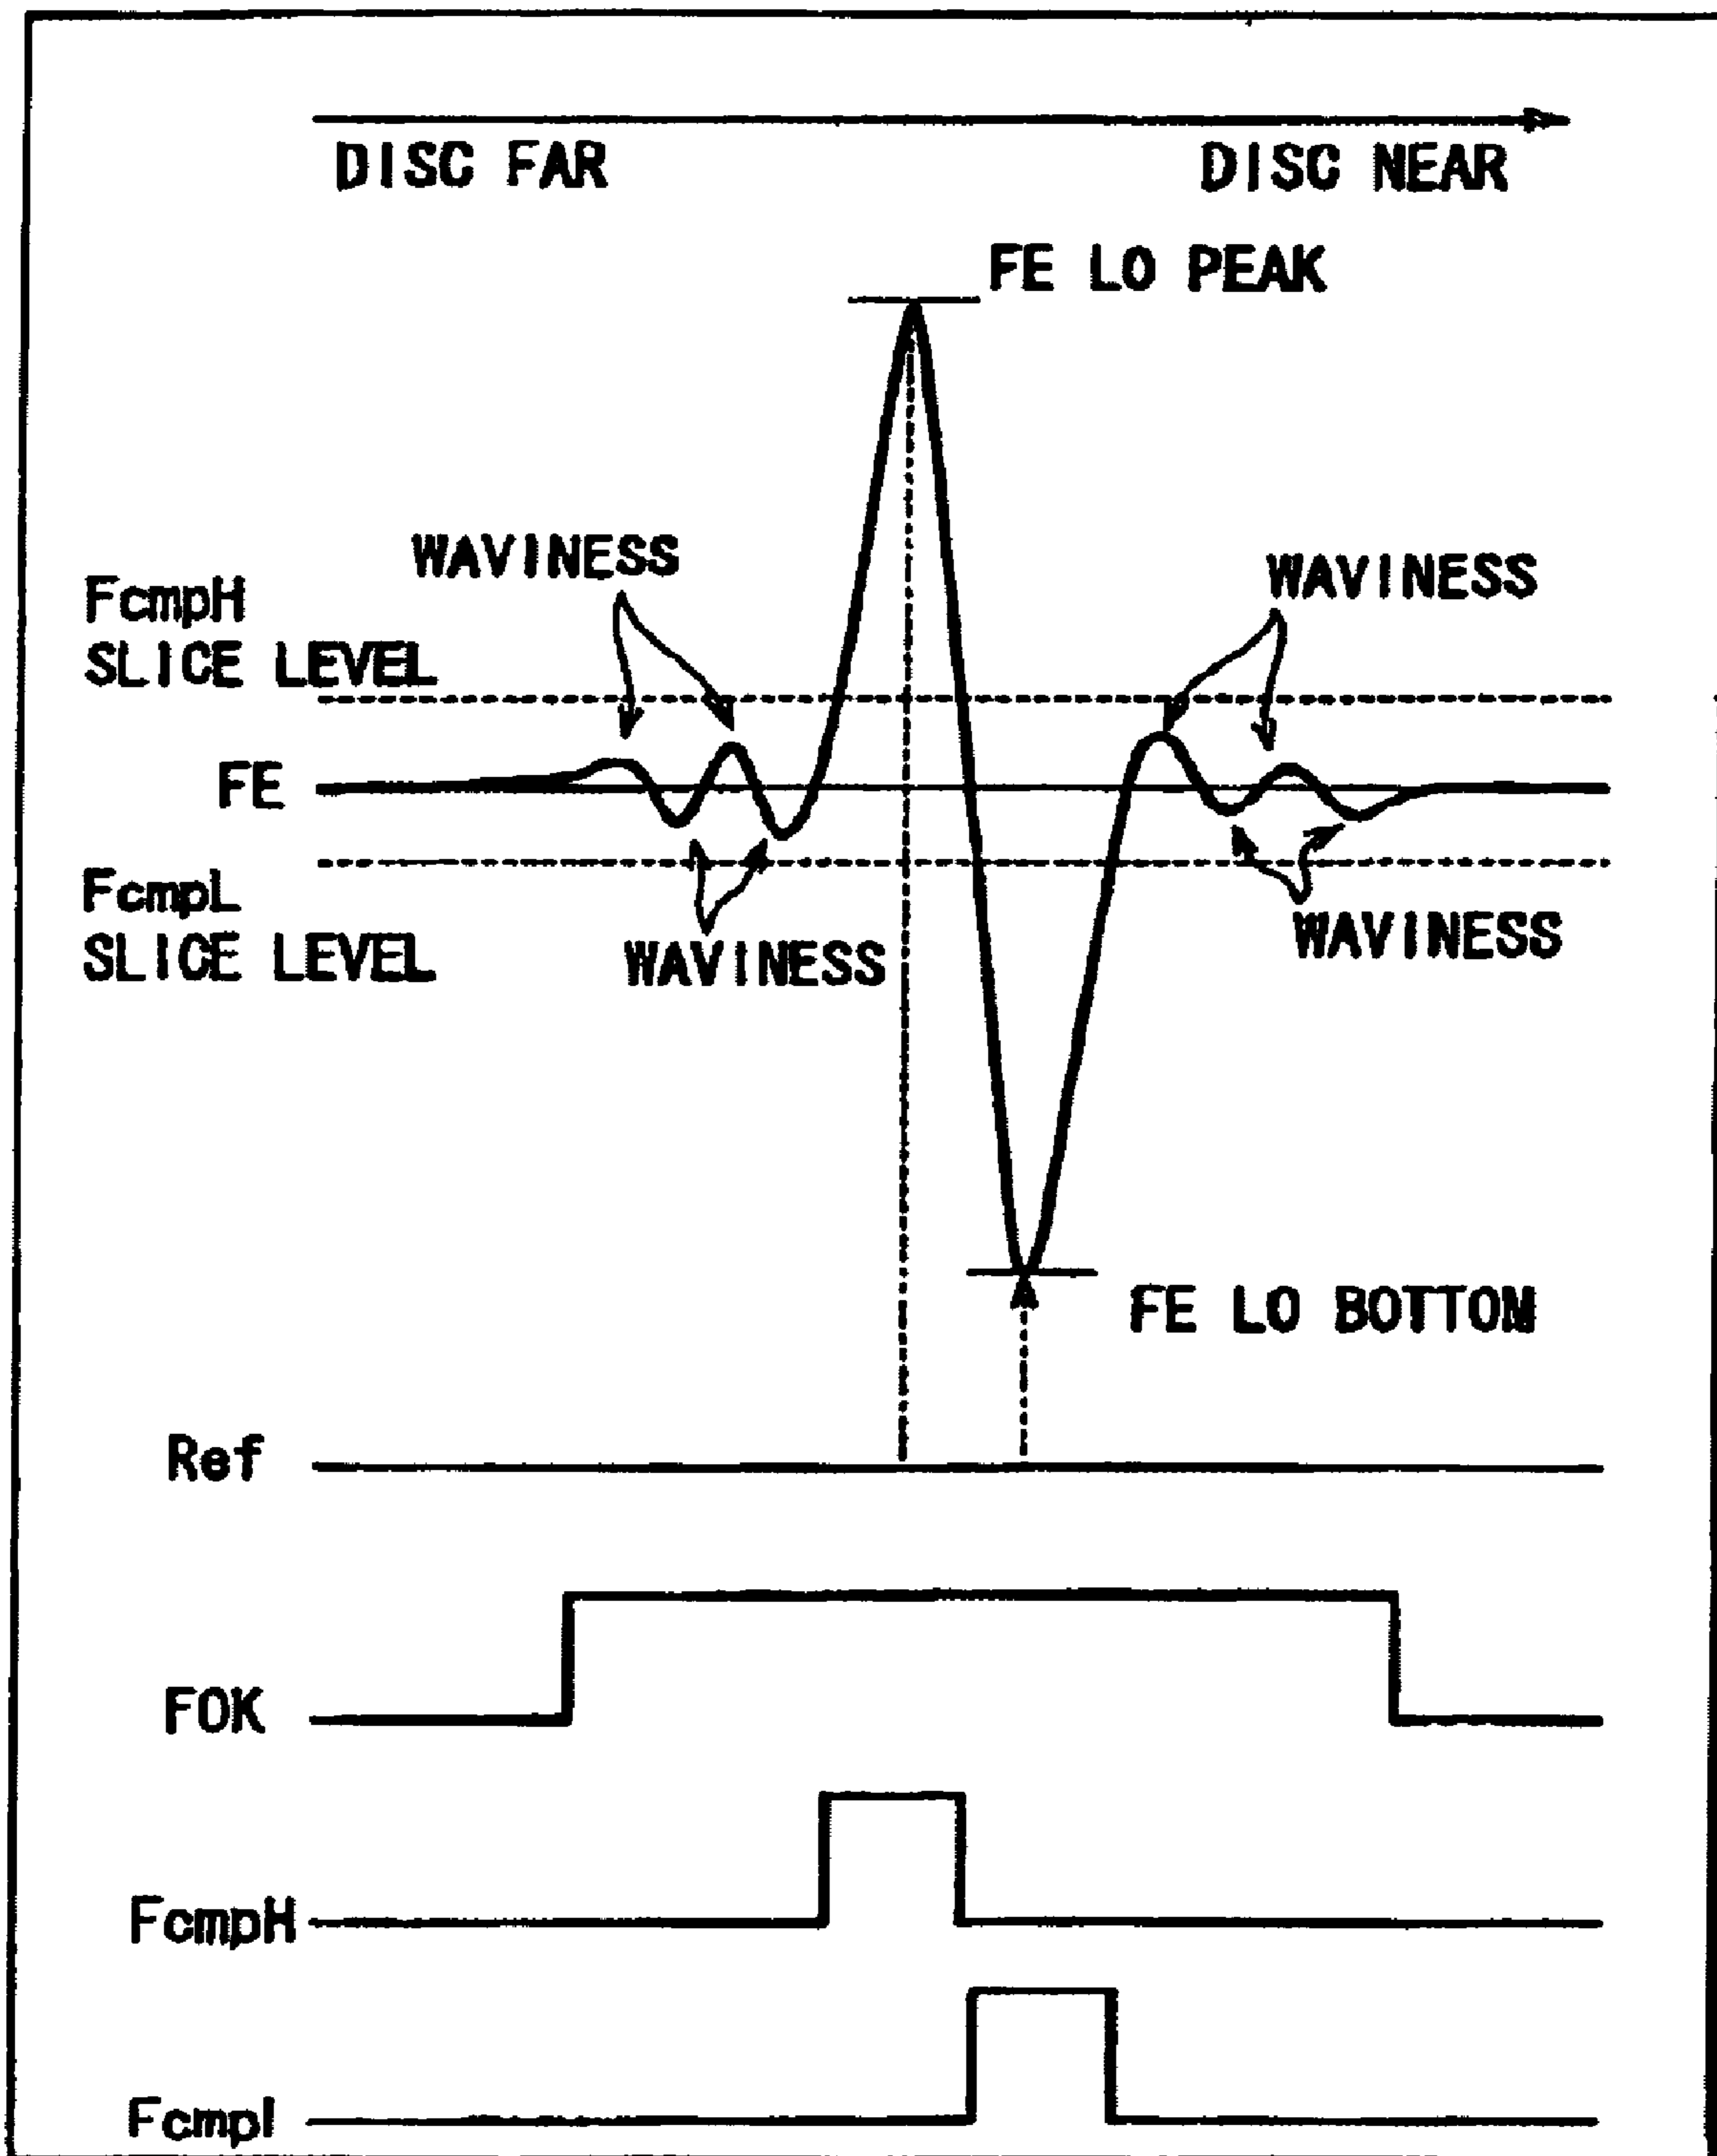 DISC FAR
DISC NEAR
FE LO PEAK
WAVINESS
WAVINESS
FcmpH
SLICE LEVEL
FE
FcmpL
SLICE LEVEL
WAVINESS
WAVINESS
FE LO BOTTOM
Ref
FOK
FcmpH
Fcmpl